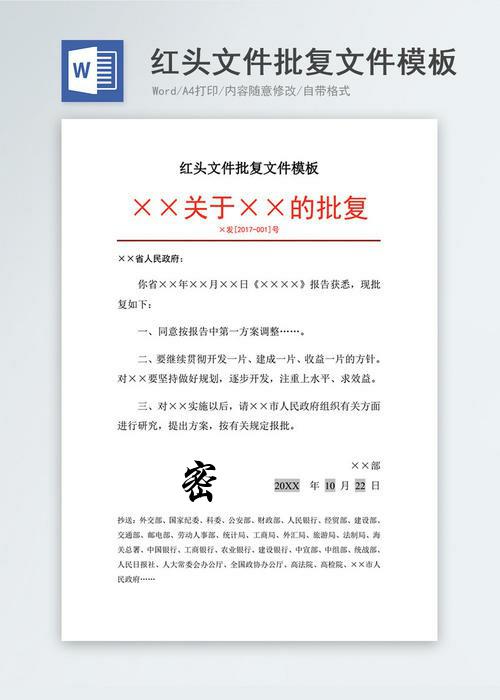 W
红头文件批复文件模板
Word/A4打印/内容随意修改/自带格式
红头文件批复文件模板
××关于××的批复
×发[2017-001]号
××省人民政府：
你省××年××月××日《××××》报告获悉，现批
复如下：
一、同意按报告中第一方案调整……。
二、要继续贯彻开发一片、建成一片、收益一片的方针。
对××要坚持做好规划，逐步开发，注重上水平、求效益。
三、对××实施以后，请××市人民政府组织有关方面
进行研究，提出方案，按有关规定报批。
密
××部
20XX 年 10 月 22 日
抄送：外交部、国家纪委、科委、公安部、财政部、人民银行、经贸部、建设部、
交通部、邮电部、劳动人事部、统计局、工商局、外汇局、旅游局、法制局、海
关总署、中国银行、工商银行、农业银行、建设银行、中宣部、中组部、统战部、
人民日报社、人大常委会办公厅、全国政协办公厅、高法院、高检院、××市人
民政府……